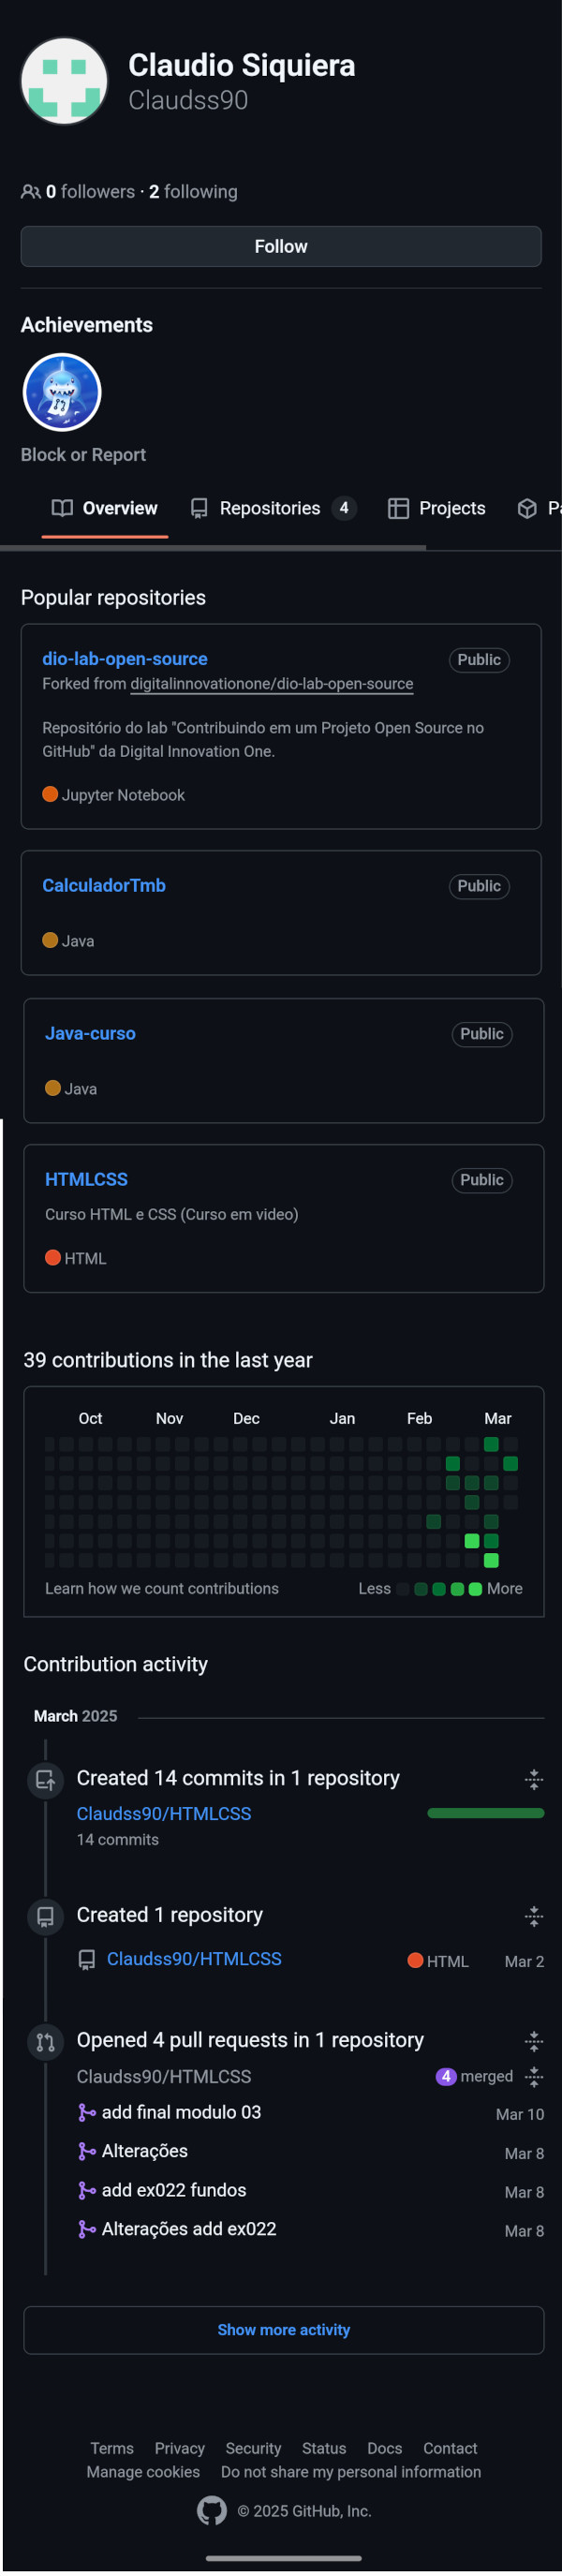 Claudio Siquiera
Claudss90
0 followers · 2 following
Follow
Achievements
Block or Report
Overview Repositories 4 Projects
Popular repositories
dio-lab-open-source Public
Forked from digitalinnovationone/dio-lab-open-source
Repositório do lab "Contribuindo em um Projeto Open Source no
GitHub" da Digital Innovation One.
Jupyter Notebook
CalculadorTmb Public
Java
Java-curso Public
Java
HTMLCSS Public
Curso HTML e CSS (Curso em video)
HTML
39 contributions in the last year
Oct Nov Dec Jan Feb Mar
Learn how we count contributions Less More
Contribution activity
March 2025
Created 14 commits in 1 repository
Claudss90/HTMLCSS
14 commits
Created 1 repository
Claudss90/HTMLCSS HTML Mar 2
Opened 4 pull requests in 1 repository
Claudss90/HTMLCSS 4 merged
add final modulo 03 Mar 10
Alterações Mar 8
add ex022 fundos Mar 8
Alterações add ex022 Mar 8
Show more activity
Terms Privacy Security Status Docs Contact
Manage cookies Do not share my personal information
© 2025 GitHub, Inc.